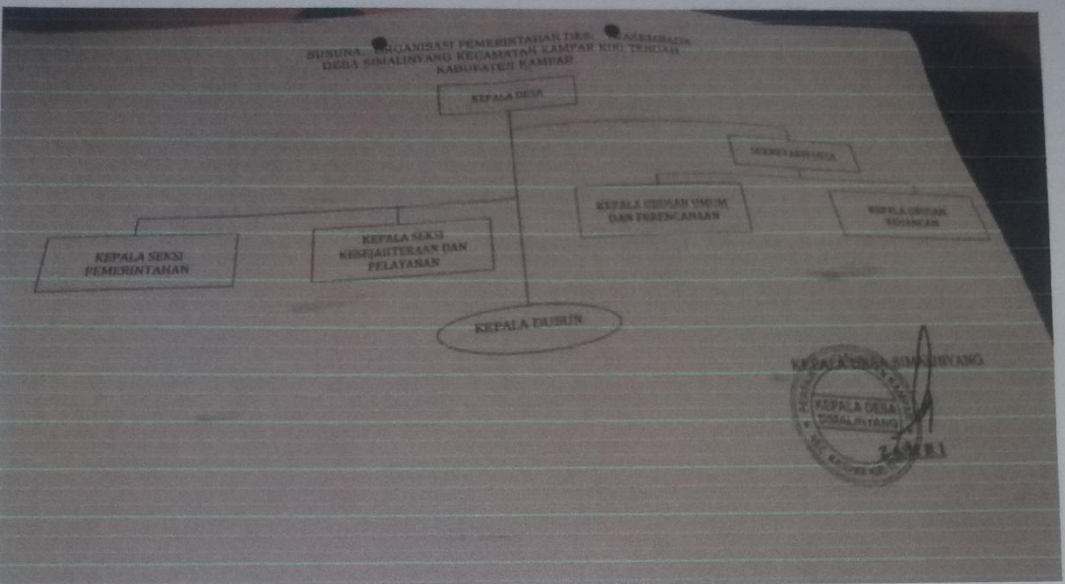 SUSUNA ORGANISASI PEMERINTAHAN DES
DESA SIMALINYANG KECAMATAN KAMPAR KIRI TENGAH
KABUPATEN KAMPAR
KEPALA DESA
SEKRETARIS DESA
KEPALA URUSAN UMUM
DAN PERENCANAAN
KEPALA URUSAN
KEUANGAN
KEPALA SEKSI
PEMERINTAHAN
KEPALA SEKSI
KESEJAHTERAAN DAN
PELAYANAN
KEPALA DUSUN
KEPALA DESA SIMALINYANG
KEPALA DESA
SIMALINYANG